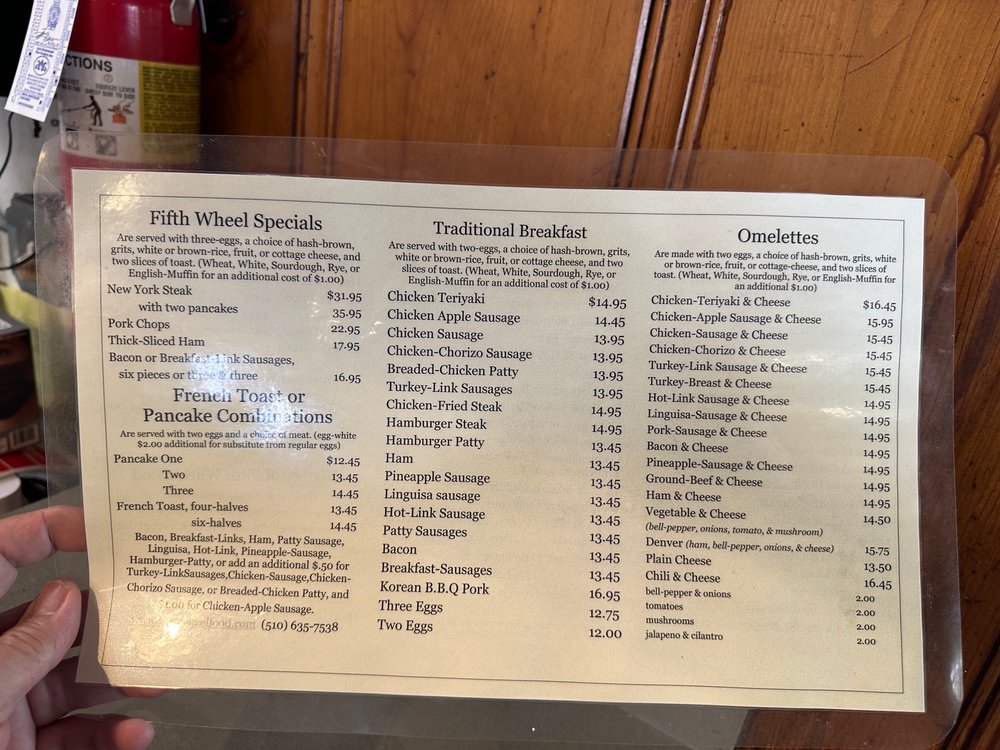 CTIONS
Fifth Wheel Specials
Are served with three-eggs, a choice of hash-brown,
grits, white or brown-rice, fruit, or cottage cheese, and
two slices of toast. (Wheat, White, Sourdough, Rye, or
English-Muffin for an additional cost of $1.00)
New York Steak $31.95
with two pancakes 35.95
Pork Chops 22.95
Thick-Sliced Ham 17.95
Bacon or Breakfast-Link Sausages,
six pieces or three & three 16.95
French Toast or
Pancake Combinations
Are served with two eggs and a choice of meat. (egg-white
$2.00 additional for subsitute from regular eggs)
Pancake One $12.45
Two 13.45
Three 14.45
French Toast, four-halves 13.45
six-halves 14.45
Bacon, Breakfast-Links, Ham, Patty Sausage,
Linguisa, Hot-Link, Pineapple-Sausage,
Hamburger-Patty, or add an additional $.50 for
Turkey-LinkSausages,Chicken-Sausage,Chicken-
Chorizo Sausage, or Breaded-Chicken Patty, and
$1.00 for Chicken-Apple Sausage.
(510) 635-7538
Traditional Breakfast
Are served with two-eggs, a choice of hash-brown, grits,
white or brown-rice, fruit, or cottage cheese, and two
slices of toast. (Wheat, White, Sourdough, Rye, or
English-Muffin for an additional cost of $1.00)
Chicken Teriyaki $14.95
Chicken Apple Sausage 14.45
Chicken Sausage 13.95
Chicken-Chorizo Sausage 13.95
Breaded-Chicken Patty 13.95
Turkey-Link Sausages 13.95
Chicken-Fried Steak 14.95
Hamburger Steak 14.95
Hamburger Patty 13.45
Ham 13.45
Pineapple Sausage 13.45
Linguisa sausage 13.45
Hot-Link Sausage 13.45
Patty Sausages 13.45
Bacon 13.45
Breakfast-Sausages 13.45
Korean B.B.Q Pork 16.95
Three Eggs 12.75
Two Eggs 12.00
Omelettes
Are made with two eggs, a choice of hash-brown, grits, white
or brown-rice, fruit, or cottage-cheese, and two slices of
toast. (Wheat, White, Sourdough, Rye, or English-Muffin for
an additional $1.00)
Chicken-Teriyaki & Cheese $16.45
Chicken-Apple Sausage & Cheese 15.95
Chicken-Sausage & Cheese 15.45
Chicken-Chorizo & Cheese 15.45
Turkey-Link Sausage & Cheese 15.45
Turkey-Breast & Cheese 15.45
Hot-Link Sausage & Cheese 14.95
Linguisa-Sausage & Cheese 14.95
Pork-Sausage & Cheese 14.95
Bacon & Cheese 14.95
Pineapple-Sausage & Cheese 14.95
Ground-Beef & Cheese 14.95
Ham & Cheese 14.95
Vegetable & Cheese 14.50
(bell-pepper, onions, tomato, & mushroom)
Denver (ham, bell-pepper, onions, & cheese) 15.75
Plain Cheese 13.50
Chili & Cheese 16.45
bell-pepper & onions 2.00
tomatoes 2.00
mushrooms 2.00
jalapeno & cilantro 2.00